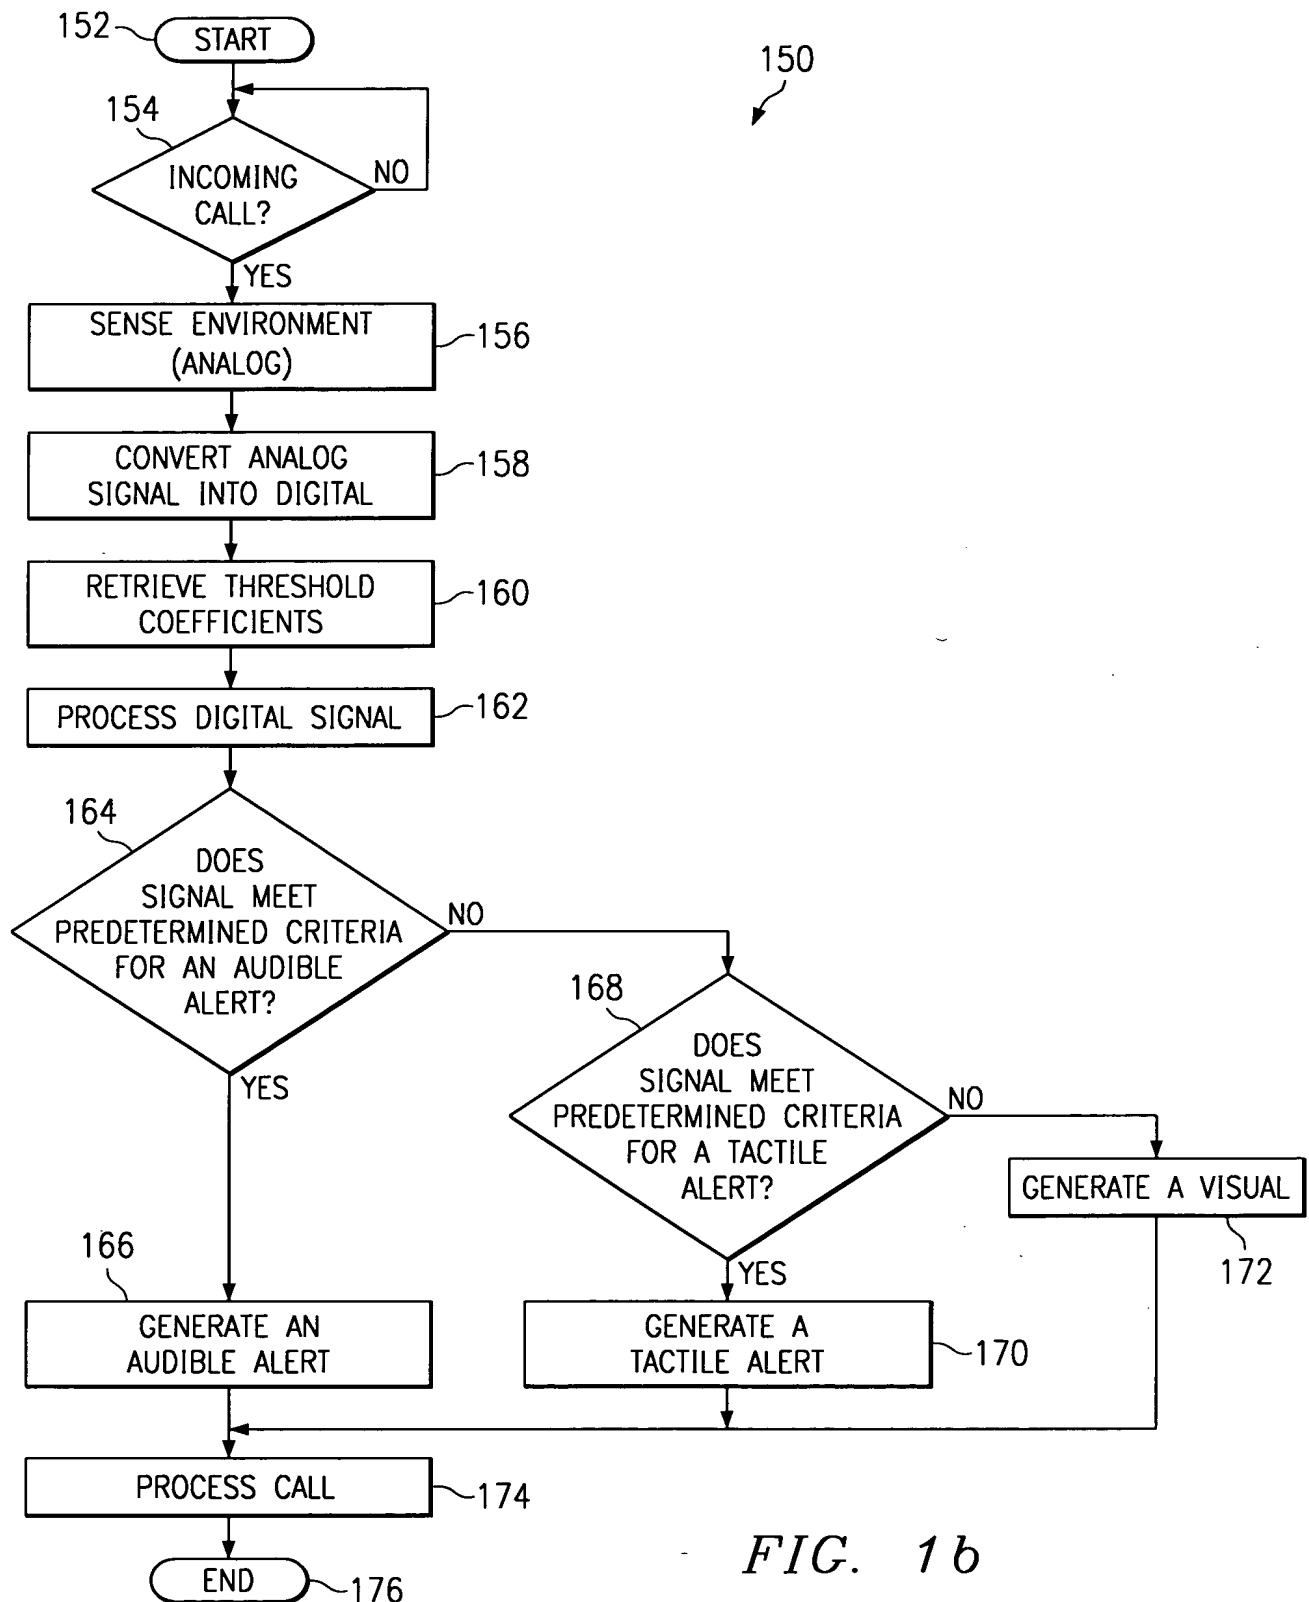 152
START
150
154
INCOMING
CALL?
NO
YES
SENSE ENVIRONMENT
(ANALOG)
156
CONVERT ANALOG
SIGNAL INTO DIGITAL
158
RETRIEVE THRESHOLD
COEFFICIENTS
160
PROCESS DIGITAL SIGNAL
162
164
DOES
SIGNAL MEET
PREDETERMINED CRITERIA
FOR AN AUDIBLE
ALERT?
NO
YES
168
DOES
SIGNAL MEET
PREDETERMINED CRITERIA
FOR A TACTILE
ALERT?
NO
YES
GENERATE A VISUAL
172
166
GENERATE AN
AUDIBLE ALERT
GENERATE A
TACTILE ALERT
170
PROCESS CALL
174
END
176
FIG. 1b